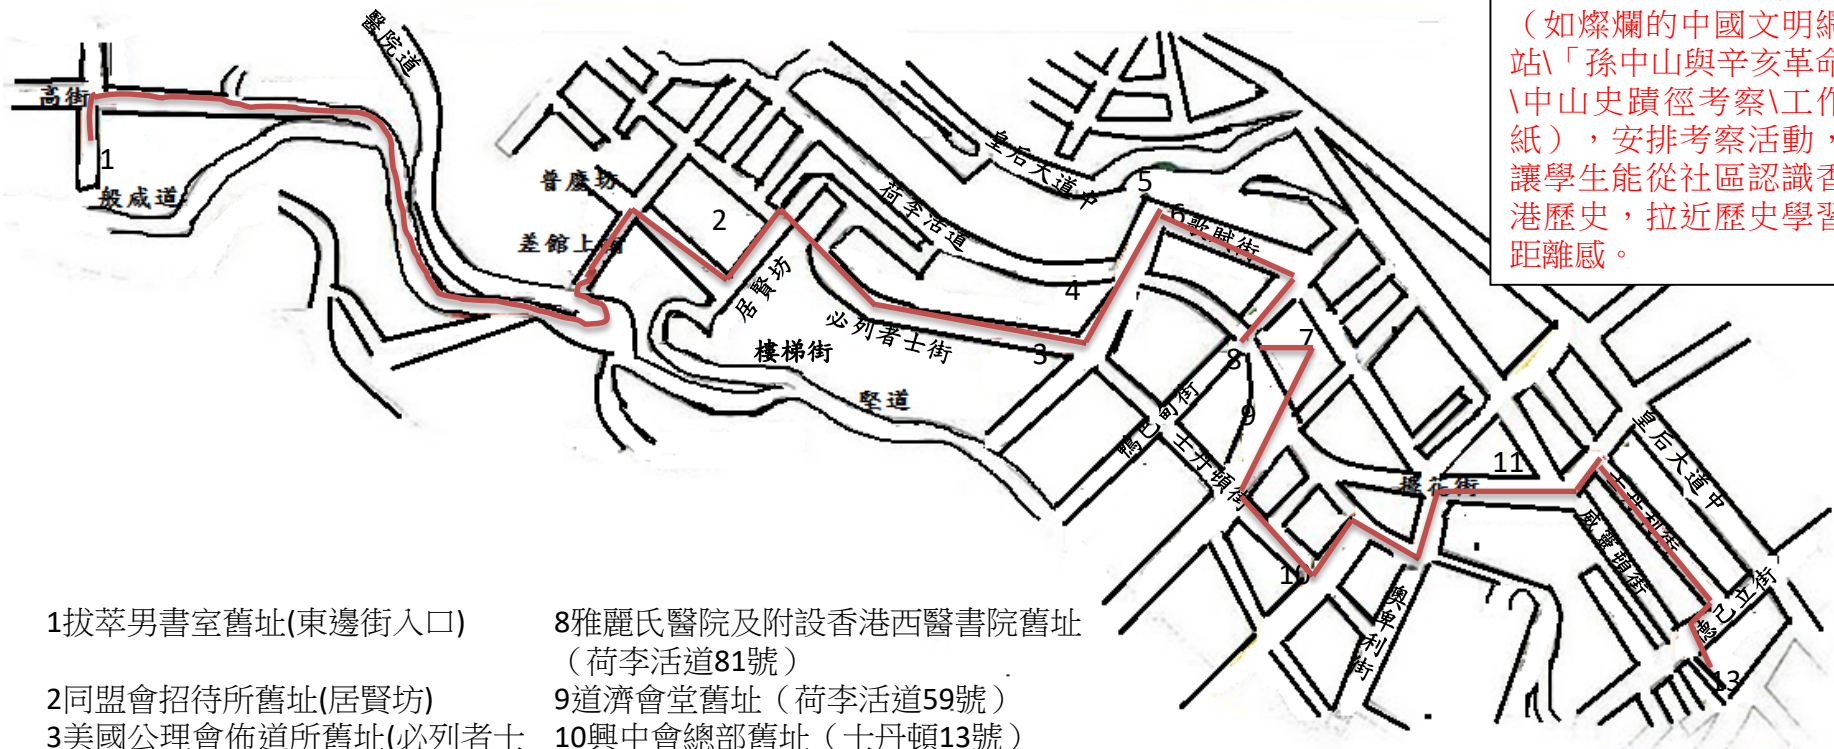 （如燦爛的中國文明網
站\「孫中山與辛亥革命
\中山史蹟徑考察\工作
紙），安排考察活動，
讓學生能從社區認識香
港歷史，拉近歷史學習
距離感。
醫院道
高街
1
般咸道
普慶坊
差館上街
2
居賢坊
荷李活道
皇后大道中
5
6
歌賦街
4
必列者士街
3
樓梯街
堅道
7
8
9
鴨巴甸街
士丹頓街
10
11
擺花街
奧卑利街
威靈頓街
士丹利街
皇后大道中
德己立街
13
1拔萃男書室舊址(東邊街入口)
2同盟會招待所舊址(居賢坊)
3美國公理會佈道所舊址(必列者士
8雅麗氏醫院及附設香港西醫書院舊址
（荷李活道81號）
9道濟會堂舊址（荷李活道59號）
10興中會總部舊址（士丹頓13號）